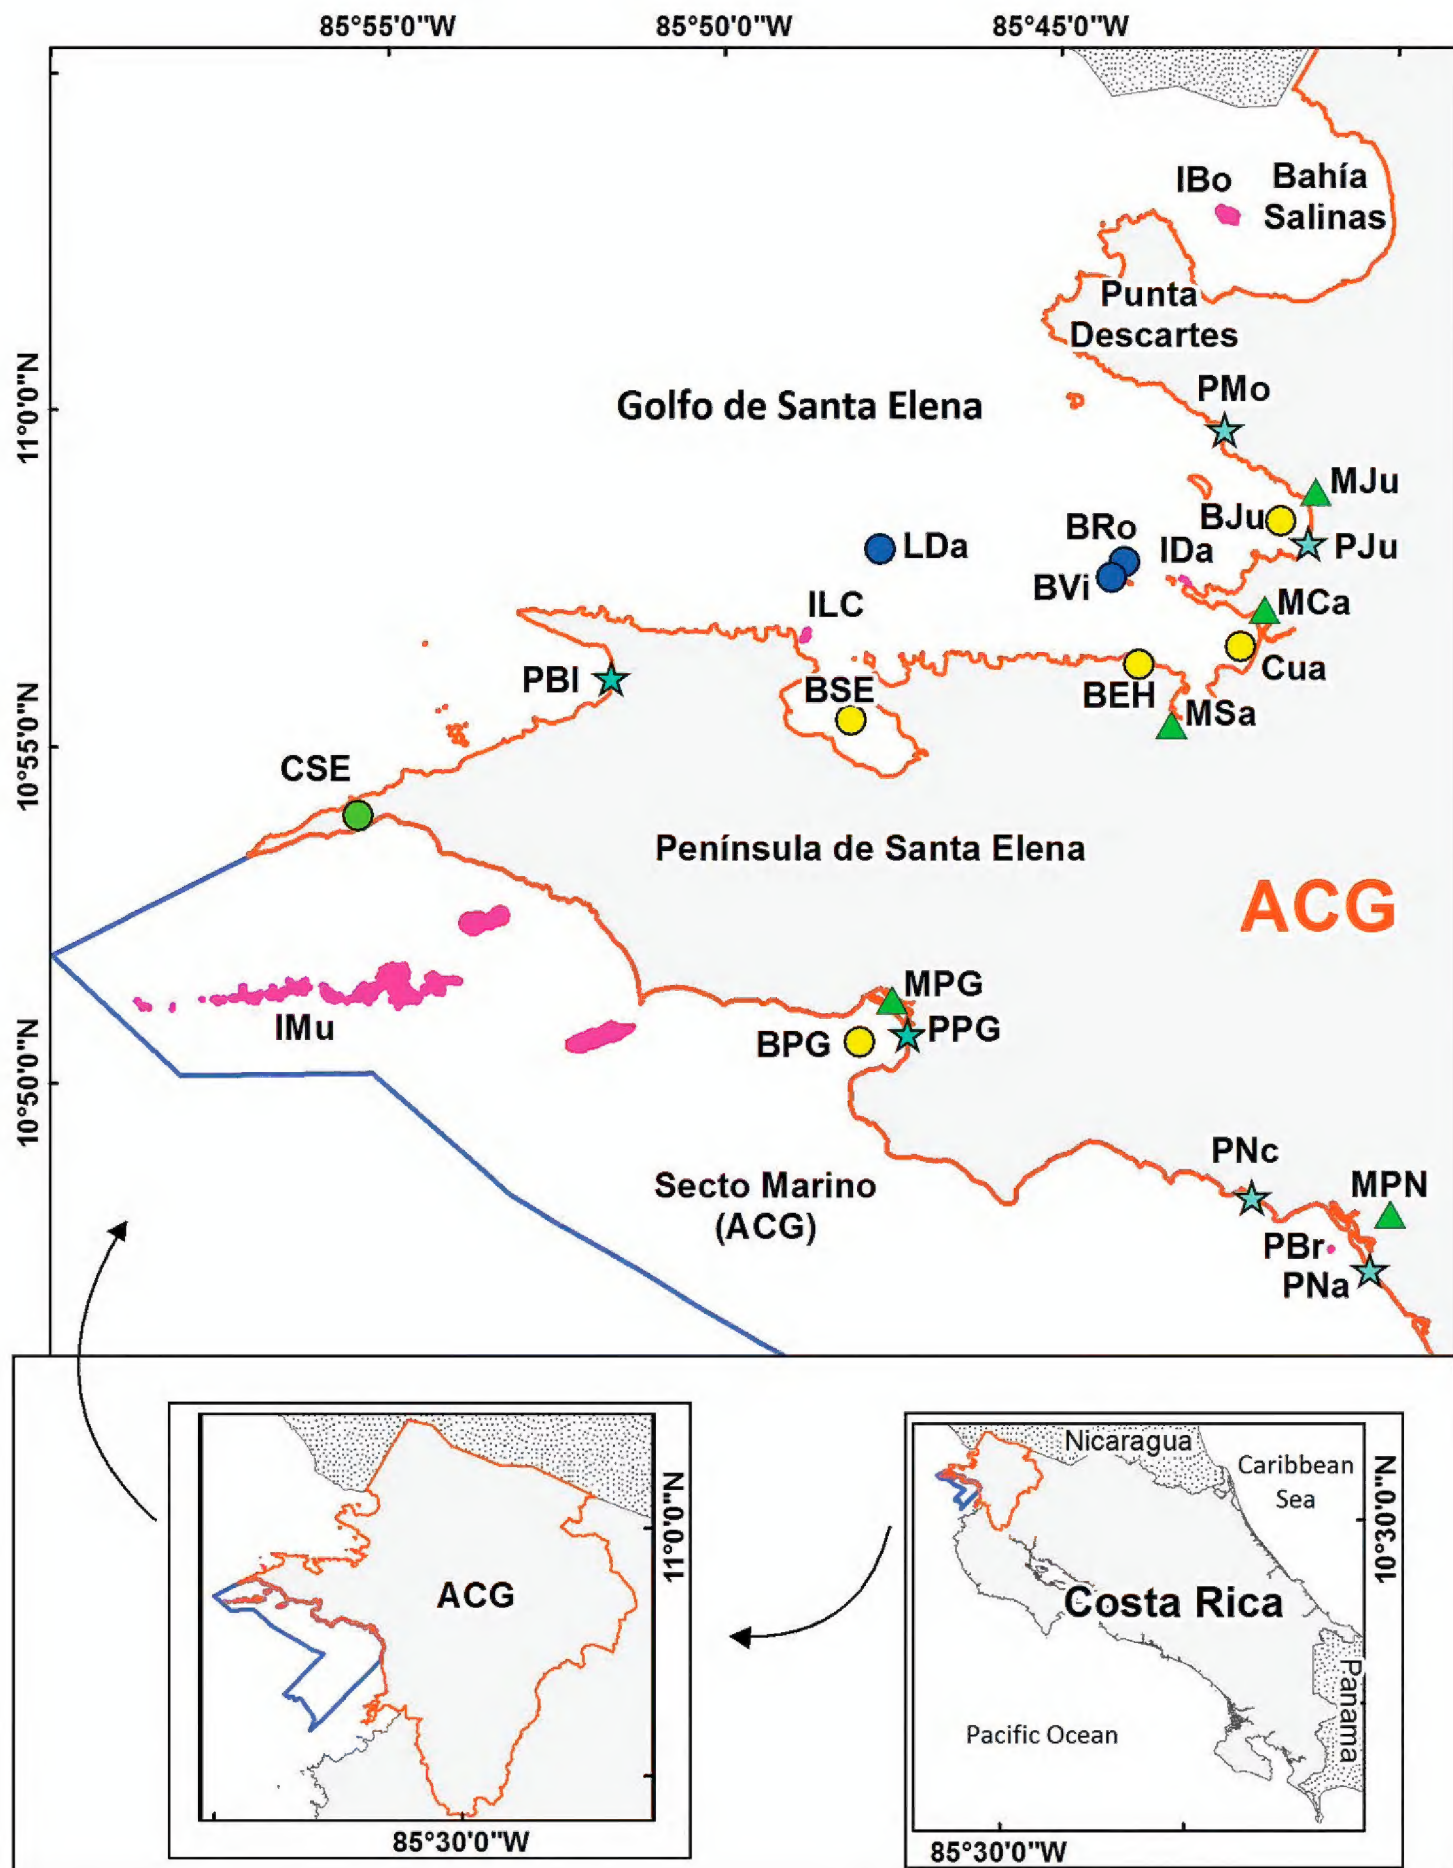 85°55'0"W
85°50'0"W
85°45'0"W
IBo
Bahía
Salinas
Punta
Descartes
11°0'0"N
Golfo de Santa Elena
PMo
MJu
BJu
BRo
IDa
PJu
LDa
BVi
ILC
MCa
PBl
BSE
BEH
Cua
MSa
10°55'0"N
CSE
Península de Santa Elena
ACG
MPG
IMu
BPG
PPG
10°50'0"N
PNc
Secto Marino
(ACG)
MPN
PBr
PNa
ACG
11°0'0"N
85°30'0"W
Nicaragua
Caribbean
Sea
10°30'0"N
Costa Rica
Panama
Pacific Ocean
85°30'0"W